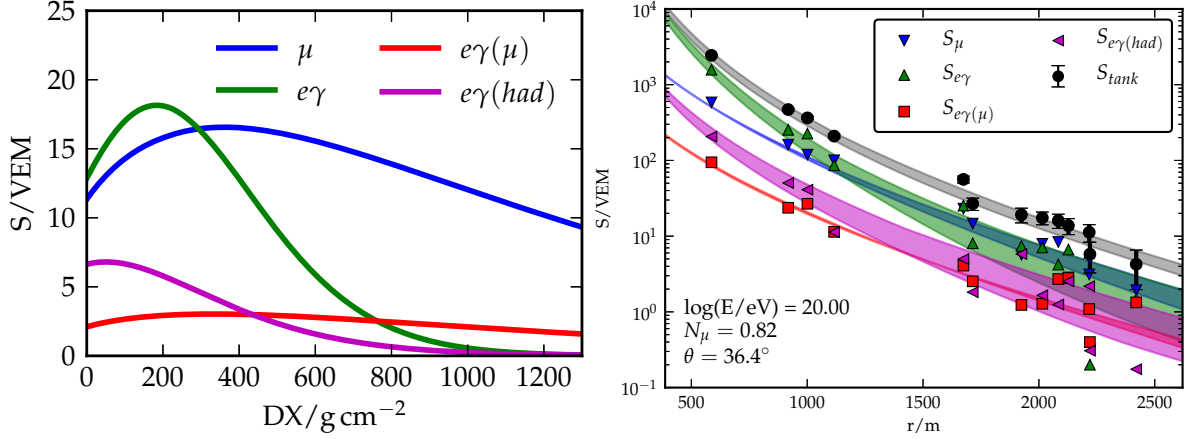 25
20
15
10
5
0
S/VEM
0 200 400 600 800 1000 1200
DX/g cm⁻²
μ
eγ
eγ(μ)
eγ(had)
10⁴
10³
10²
10¹
10⁰
10⁻¹
S/VEM
500 1000 1500 2000 2500
r/m
S_μ
S_eγ
S_eγ(μ)
S_eγ(had)
S_tank
log(E/eV) = 20.00
N_μ = 0.82
θ = 36.4°